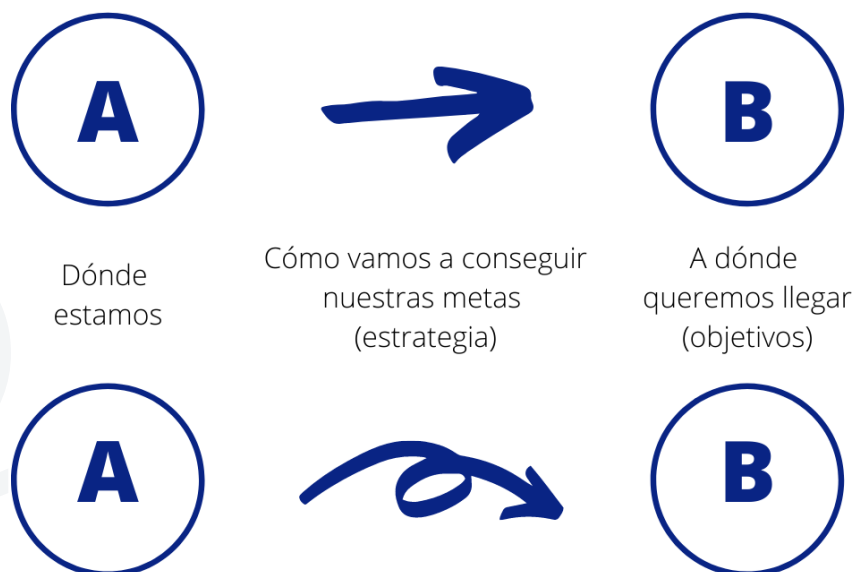 A
B
Dónde
estamos
Cómo vamos a conseguir
nuestras metas
(estrategia)
A dónde
queremos llegar
(objetivos)
A
B